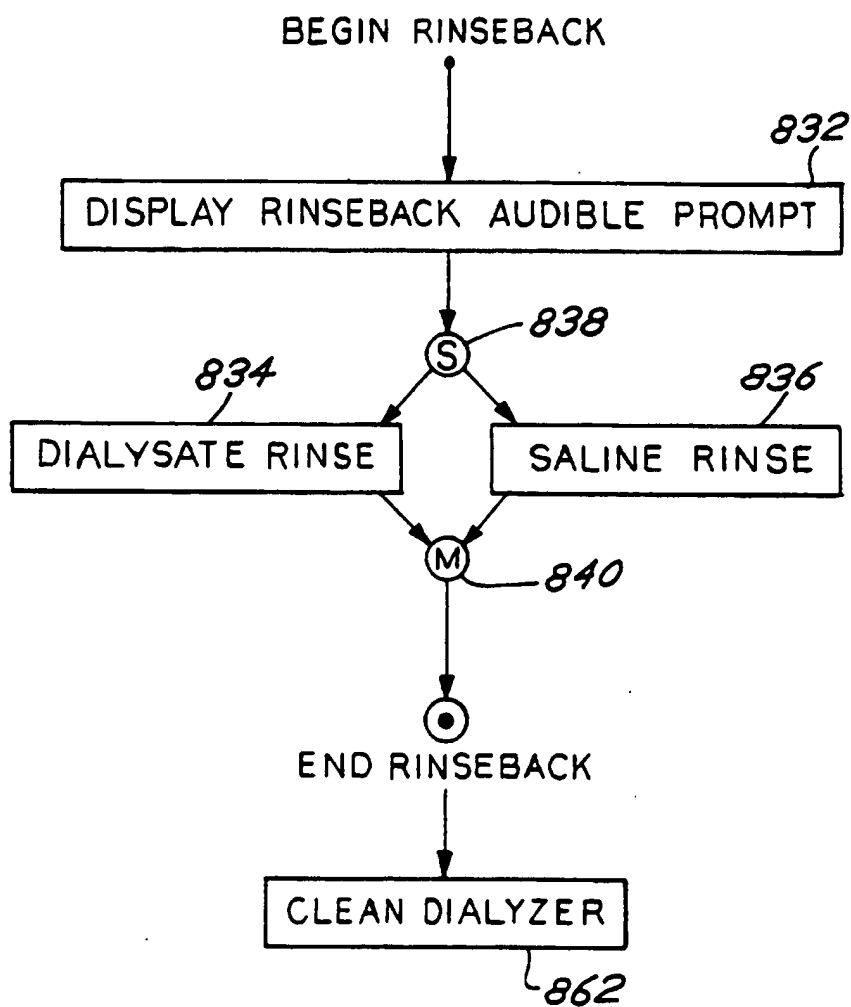 BEGIN RINSEBACK
832
DISPLAY RINSEBACK AUDIBLE PROMPT
S
838
834
836
DIALYSATE RINSE
SALINE RINSE
M
840
END RINSEBACK
CLEAN DIALYZER
862